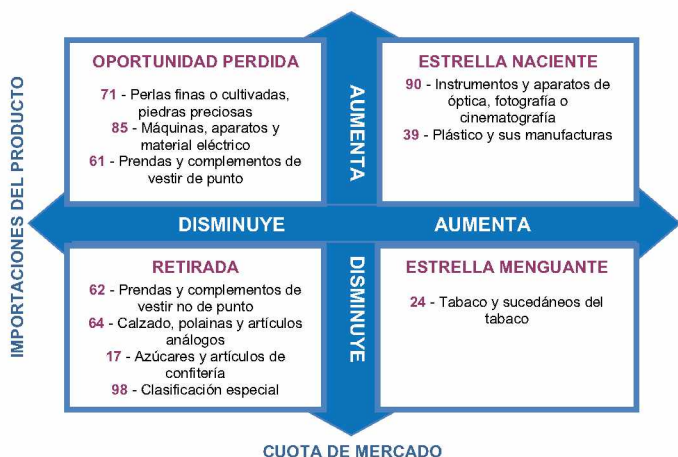 IMPORTACIONES DEL PRODUCTO
OPORTUNIDAD PERDIDA
71 - Perlas finas o cultivadas,
piedras preciosas
85 - Máquinas, aparatos y
material eléctrico
61 - Prendas y complementos de
vestir de punto
AUMENTA
ESTRELLA NACIENTE
90 - Instrumentos y aparatos de
óptica, fotografía o
cinematografía
39 - Plástico y sus manufacturas
DISMINUYE
AUMENTA
RETIRADA
62 - Prendas y complementos de
vestir no de punto
64 - Calzado, polainas y artículos
análogos
17 - Azúcares y artículos de
confitería
98 - Clasificación especial
DISMINUYE
ESTRELLA MENGUANTE
24 - Tabaco y sucedáneos del
tabaco
CUOTA DE MERCADO